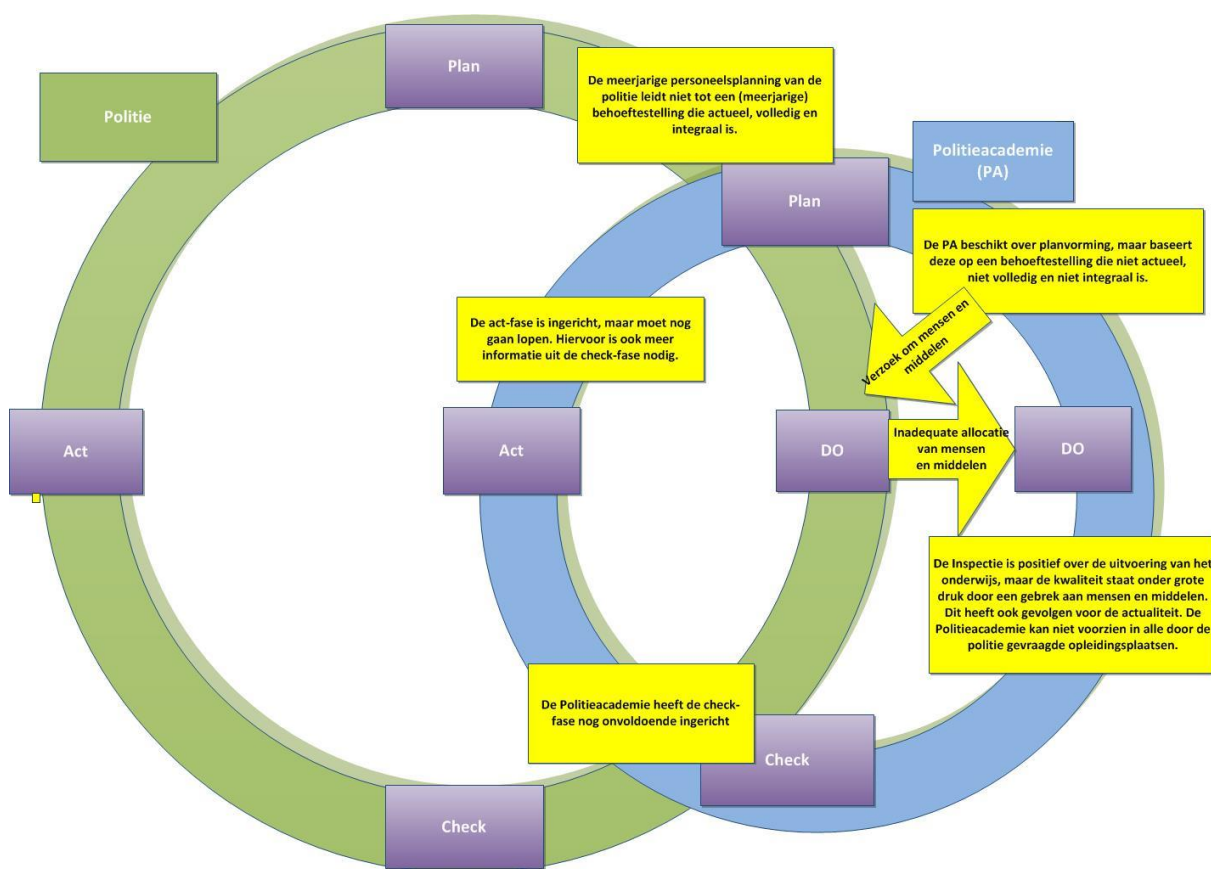 Plan
De meerjarige personeelsplanning van de
politie leidt niet tot een (meerjarige)
behoeftestelling die actueel, volledig en
integraal is.
Politie
Politieacademie
(PA)
Plan
De PA beschikt over planvorming, maar baseert
deze op een behoeftestelling die niet actueel,
niet volledig en niet integraal is.
De act-fase is ingericht, maar moet nog
gaan lopen. Hiervoor is ook meer
informatie uit de check-fase nodig.
Verzoek om mensen en
middelen
Act
Act
DO
Inadequate allocatie
van mensen
en middelen
DO
De Inspectie is positief over de uitvoering van het
onderwijs, maar de kwaliteit staat onder grote
druk door een gebrek aan mensen en middelen.
Dit heeft ook gevolgen voor de actualiteit. De
Politieacademie kan niet voorzien in alle door de
politie gevraagde opleidingsplaatsen.
De Politieacademie heeft de check-
fase nog onvoldoende ingericht
Check
Check